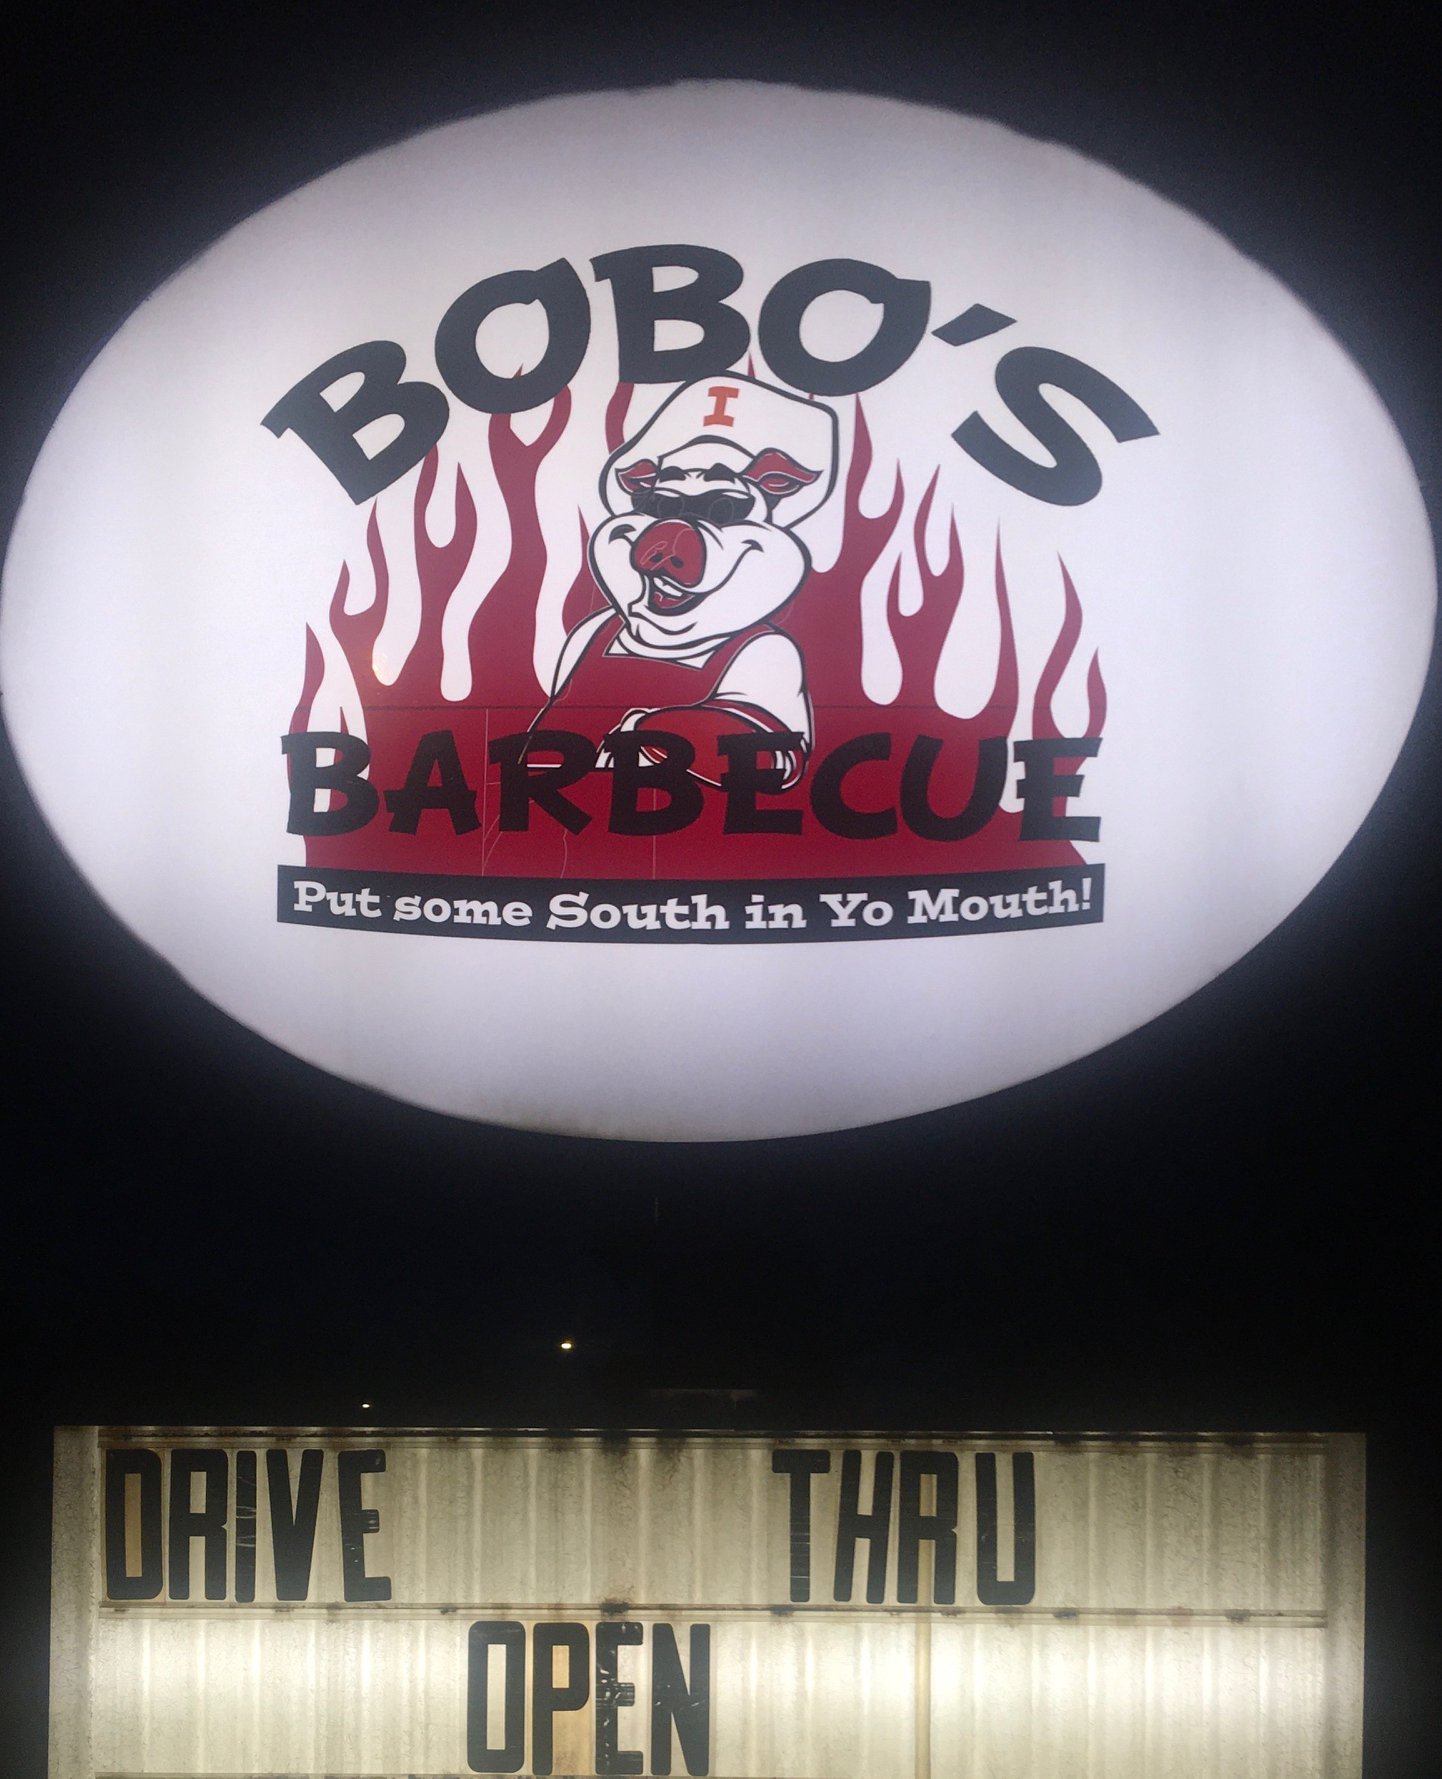 BOBO'S
I
BARBECUE
Put some South in Yo Mouth!
DRIVE THRU
OPEN